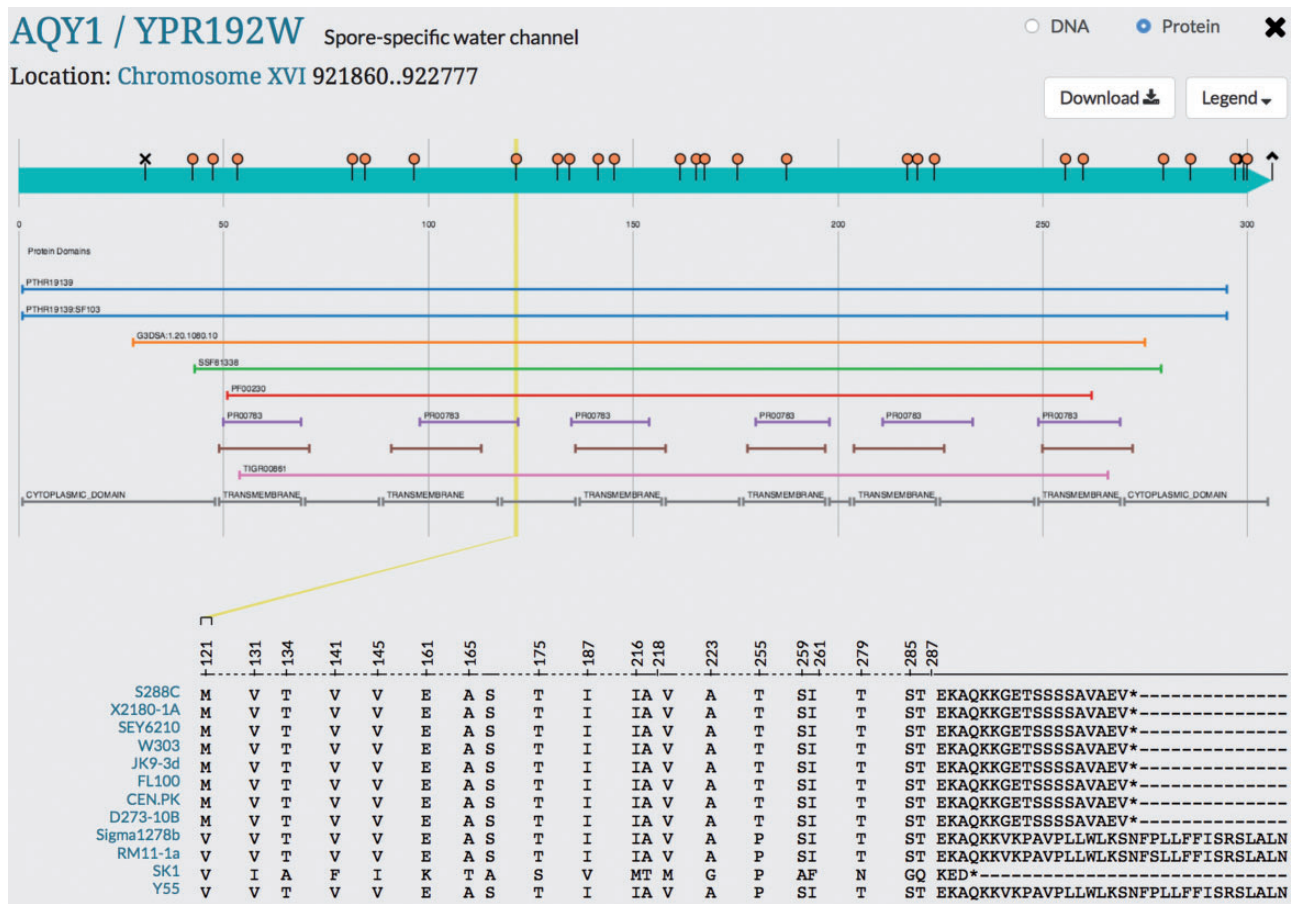 AQY1 / YPR192W Spore-specific water channel
DNA Protein
Location: Chromosome XVI 921860..922777
Download Legend
0 50 100 150 200 250 300
Protein Domains
PTHR19139
PTHR19139:SF103
G3DSA:1.20.1080.10
SSF81338
PF00230
PR00783 PR00783 PR00783 PR00783 PR00783 PR00783
TIGR00861
CYTOPLASMIC_DOMAIN TRANSMEMBRANE TRANSMEMBRANE TRANSMEMBRANE TRANSMEMBRANE TRANSMEMBRANE TRANSMEMBRANE CYTOPLASMIC_DOMAIN
121 131 134 141 145 161 165 175 187 216 218 223 255 259 261 279 285 287
S288C M V T V V E A S T I IA V A T SI T ST EKAQKKGETSSSSAVAEV*--------------
X2180-1A M V T V V E A S T I IA V A T SI T ST EKAQKKGETSSSSAVAEV*--------------
SEY6210 M V T V V E A S T I IA V A T SI T ST EKAQKKGETSSSSAVAEV*--------------
W303 M V T V V E A S T I IA V A T SI T ST EKAQKKGETSSSSAVAEV*--------------
JK9-3d M V T V V E A S T I IA V A T SI T ST EKAQKKGETSSSSAVAEV*--------------
FL100 M V T V V E A S T I IA V A T SI T ST EKAQKKGETSSSSAVAEV*--------------
CEN.PK M V T V V E A S T I IA V A T SI T ST EKAQKKGETSSSSAVAEV*--------------
D273-10B M V T V V E A S T I IA V A T SI T ST EKAQKKGETSSSSAVAEV*--------------
Sigma1278b V V T V V E A S T I IA V A P SI T ST EKAQKKVKPAVPLLWLKSNFPLLFFISRSLALN
RM11-1a V V T V V E A S T I IA V A P SI T ST EKAQKKVKPAVPLLWLKSNFSLLFFISRSLALN
SK1 V I A F I K T A S V MT M G P AF N GQ KED*-----------------------------
Y55 V V T V V E A S T I IA V A P SI T ST EKAQKKVKPAVPLLWLKSNFPLLFFISRSLALN